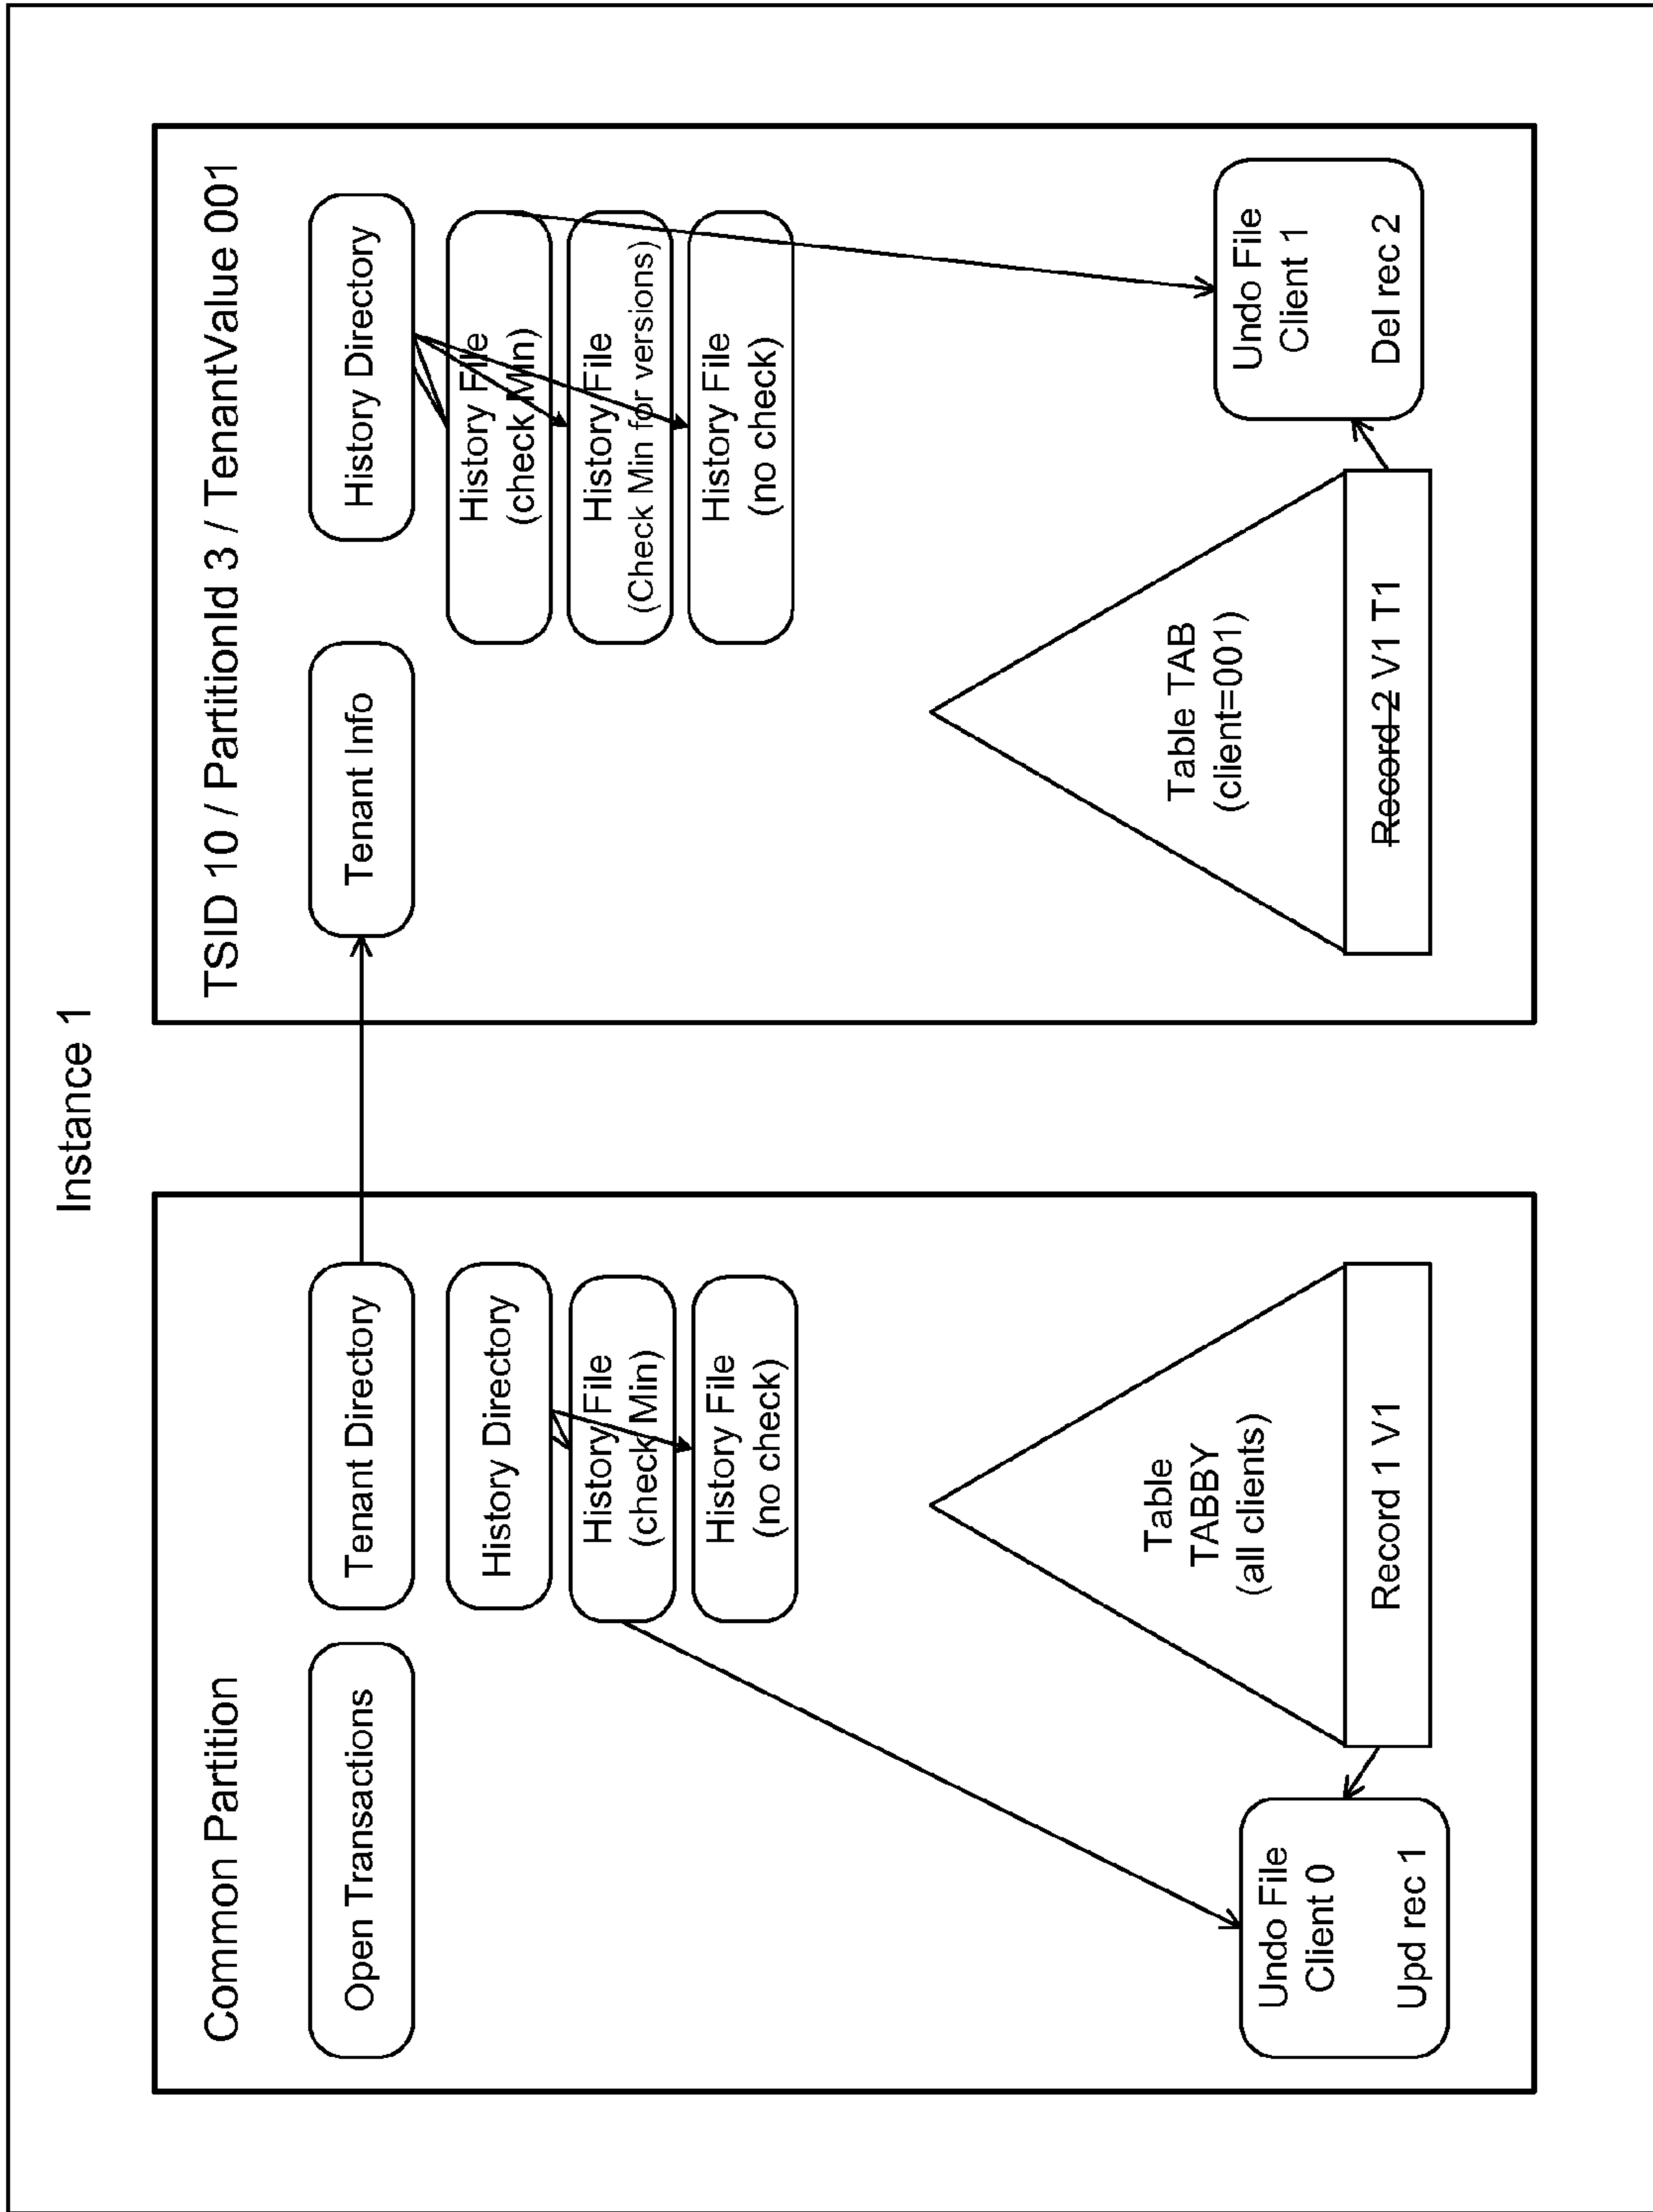 Instance 1
Common Partition
Open Transactions
Tenant Directory
History Directory
History File
(check Min)
History File
(no check)
Table
TABBY
(all clients)
Record 1 V1
Undo File
Client 0
Upd rec 1
TSID 10 / PartitionId 3 / TenantValue 001
Tenant Info
History Directory
History File
(check Min)
History File
(Check Min for versions)
History File
(no check)
Table TAB
(client=001)
Record 2 V1 T1
Undo File
Client 1
Del rec 2